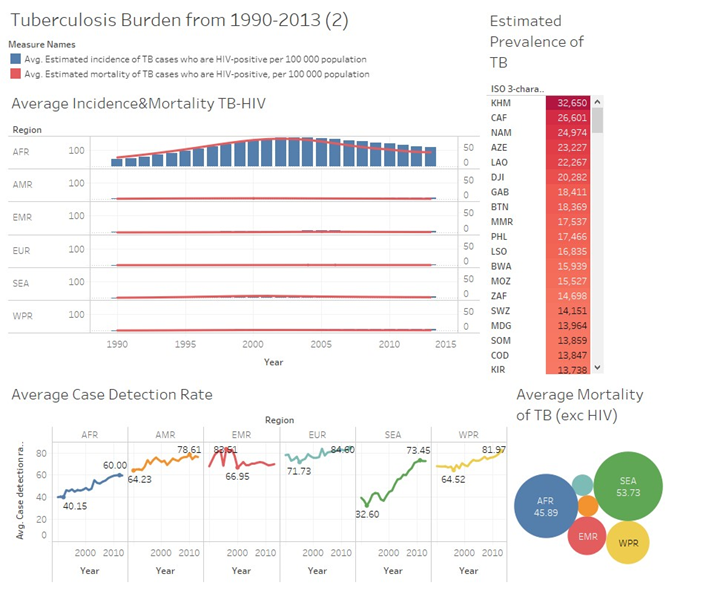 Tuberculosis Burden from 1990-2013 (2)
Measure Names
Avg. Estimated incidence of TB cases who are HIV-positive per 100 000 population
Avg. Estimated mortality of TB cases who are HIV-positive, per 100 000 population
Average Incidence&Mortality TB-HIV
Region
AFR 100 50 0
AMR 100 50 0
EMR 100 50 0
EUR 100 50 0
SEA 100 50 0
WPR 100 50 0
1990 1995 2000 2005 2010 2015
Year
Estimated
Prevalence of
TB
ISO 3-chara..
KHM 32,650
CAF 26,601
NAM 24,974
AZE 23,227
LAO 22,267
DJI 20,282
GAB 18,411
BTN 18,369
MMR 17,537
PHL 17,466
LSO 16,835
BWA 15,939
MOZ 15,527
ZAF 14,698
SWZ 14,151
MDG 13,964
SOM 13,859
COD 13,847
KIR 13,738
Average Case Detection Rate
Region
AFR AMR EMR EUR SEA WPR
Avg. Case detectionra..
80
60
40
20
0
60.00
40.15
78.61
64.23
83.51
66.95
84.60
71.73
73.45
32.60
81.97
64.52
2000 2010 2000 2010 2000 2010 2000 2010 2000 2010 2000 2010
Year Year Year Year Year Year
Average Mortality
of TB (exc HIV)
SEA
53.73
AFR
45.89
EMR
WPR